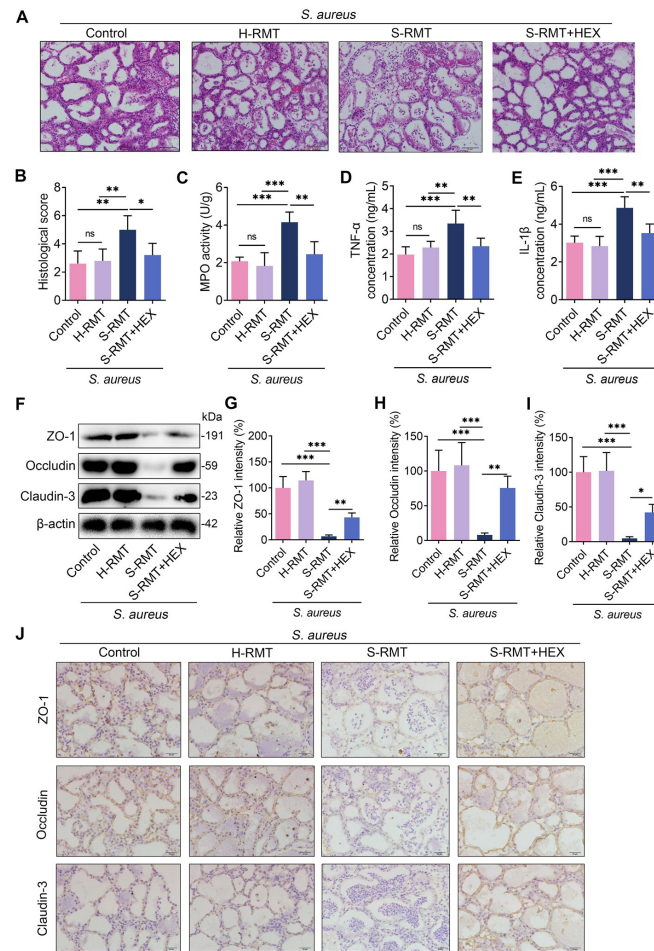 A
S. aureus
Control H-RMT S-RMT S-RMT+HEX
B
Histological score
8
6
4
2
0
** ** *
ns
Control H-RMT S-RMT S-RMT+HEX
S. aureus
C
MPO activity (U/g)
6
4
2
0
*** *** **
ns
Control H-RMT S-RMT S-RMT+HEX
S. aureus
D
TNF-α
concentration (ng/mL)
5
4
3
2
1
0
** *** **
ns
Control H-RMT S-RMT S-RMT+HEX
S. aureus
E
IL-1β
concentration (ng/mL)
8
6
4
2
0
*** *** **
ns
Control H-RMT S-RMT S-RMT+HEX
S. aureus
F
kDa
ZO-1 -191
Occludin -59
Claudin-3 -23
β-actin -42
Control H-RMT S-RMT S-RMT+HEX
S. aureus
G
Relative ZO-1 intensity (%)
200
150
100
50
0
*** *** **
Control H-RMT S-RMT S-RMT+HEX
S. aureus
H
Relative Occludin intensity (%)
200
150
100
50
0
*** *** **
Control H-RMT S-RMT S-RMT+HEX
S. aureus
I
Relative Claudin-3 intensity (%)
200
150
100
50
0
*** *** *
Control H-RMT S-RMT S-RMT+HEX
S. aureus
J
S. aureus
Control H-RMT S-RMT S-RMT+HEX
ZO-1
Occludin
Claudin-3